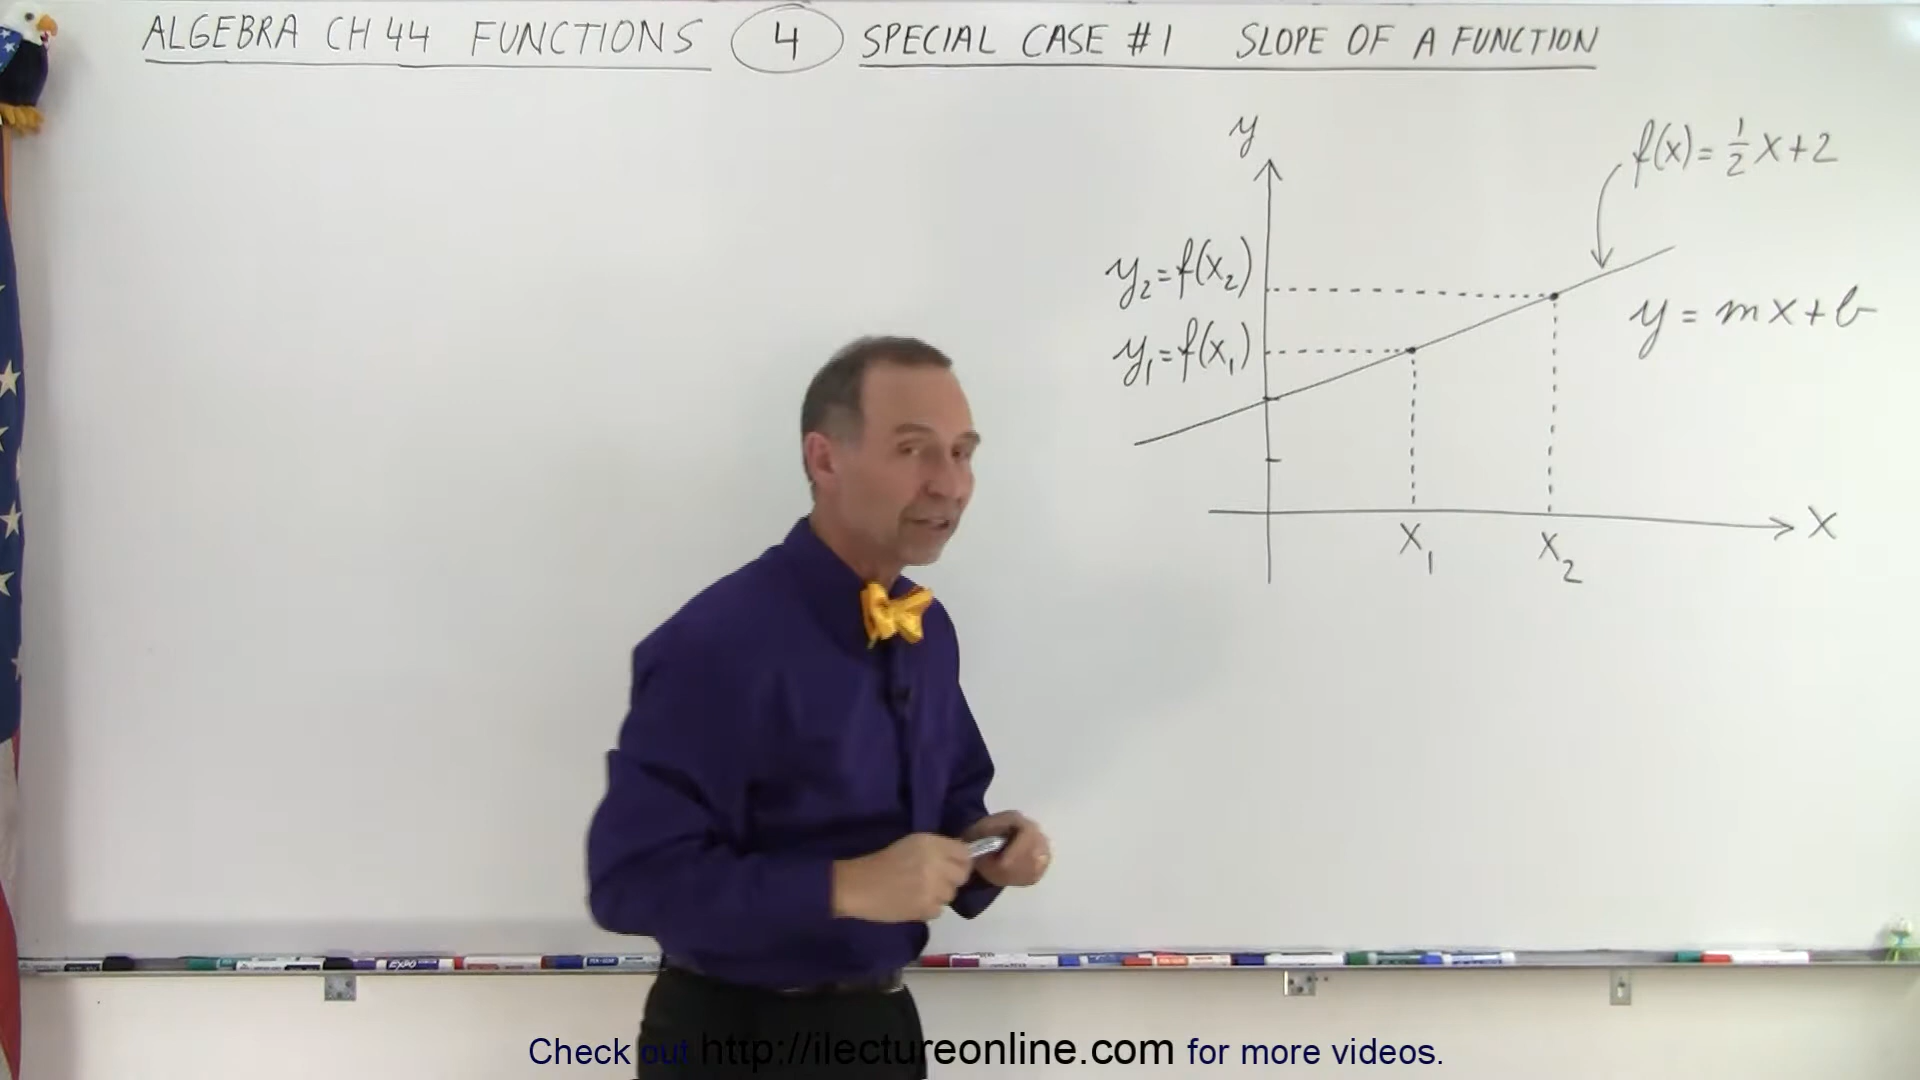 ALGEBRA CH 44 FUNCTIONS 4 SPECIAL CASE #1 SLOPE OF A FUNCTION
y
f(x) = 1/2 x + 2
y₂ = f(x₂)
y = mx + b
y₁ = f(x₁)
x₁ x₂ x
EXPO
Check out http://ilectureonline.com for more videos.